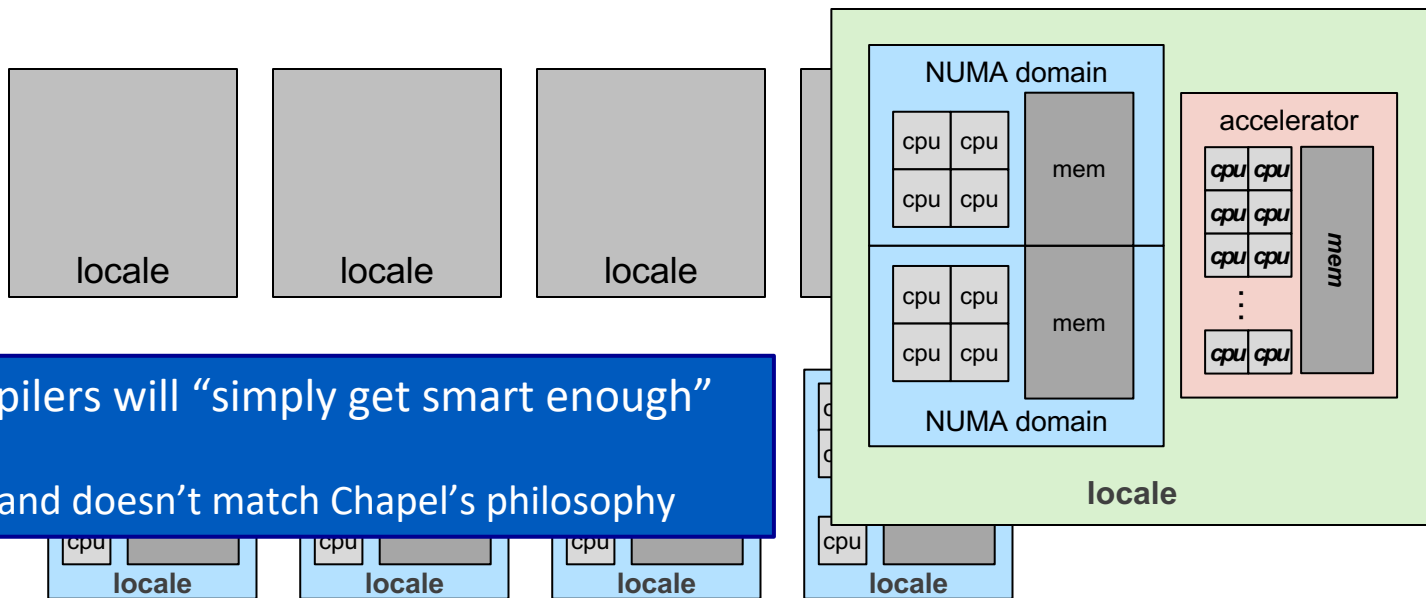 locale
locale
locale
NUMA domain
cpu cpu
cpu cpu
mem
cpu cpu
cpu cpu
mem
NUMA domain
accelerator
cpu cpu
cpu cpu
cpu cpu
⋮
cpu cpu
mem
locale
will “simply get smart enough”
and doesn’t match Chapel’s philosophy
cpu
locale
cpu
locale
cpu
locale
cpu
locale